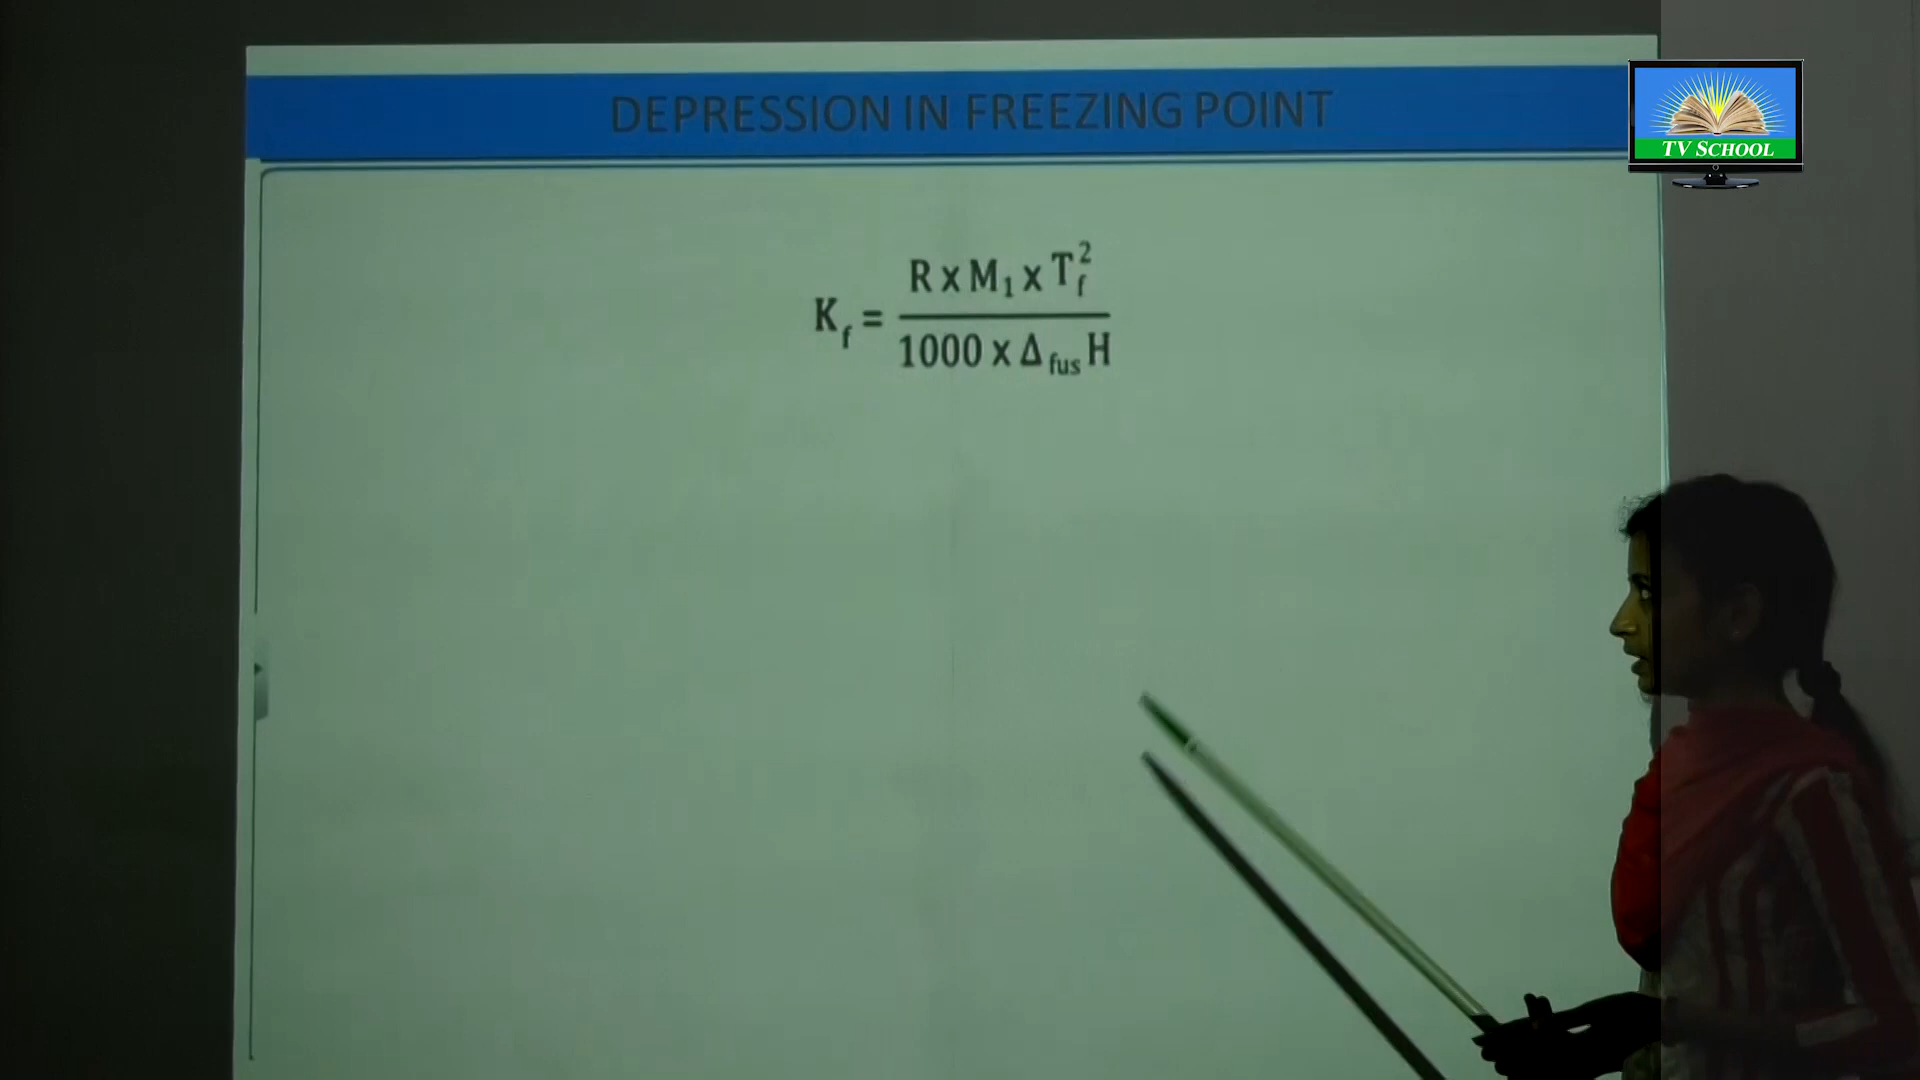 DEPRESSION IN FREEZING POINT
TV SCHOOL
K_f = (R x M_1 x T_f^2) / (1000 x Δ_fus H)